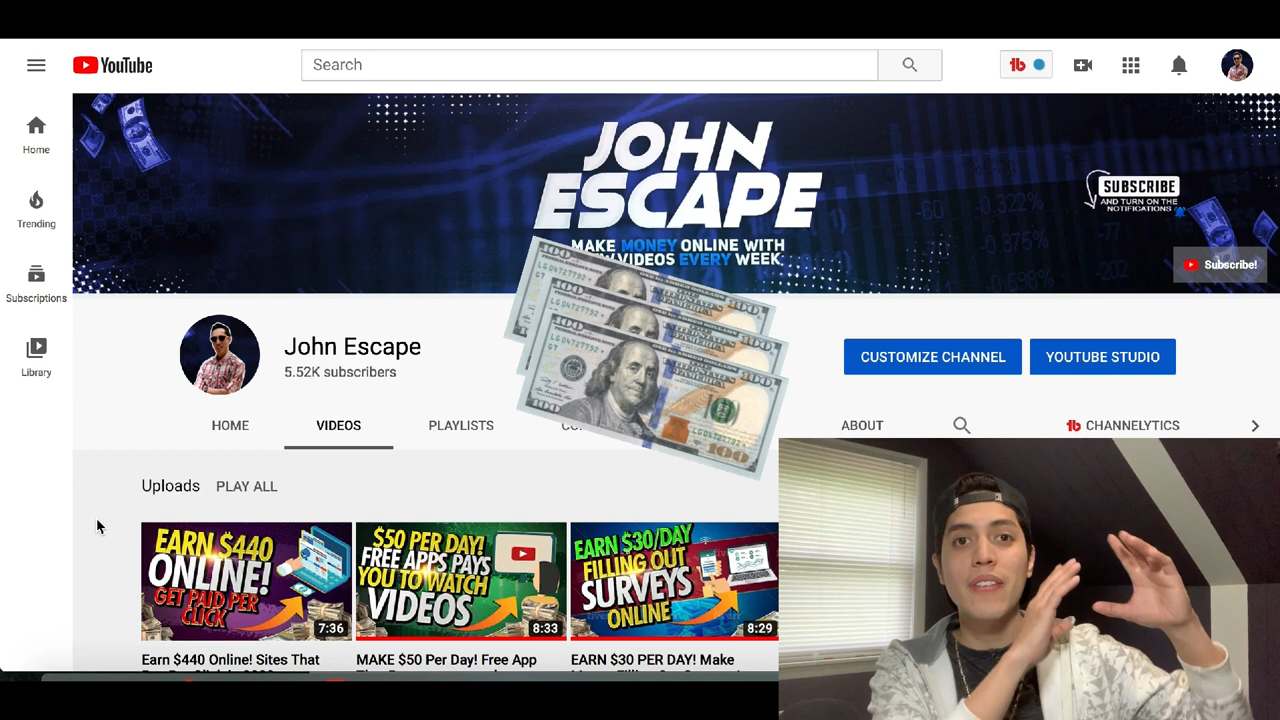 YouTube
Search
Home
Trending
Subscriptions
Library
JOHN
ESCAPE
MAKE MONEY ONLINE WITH
VIDEOS EVERY WEEK
SUBSCRIBE
AND TURN ON THE
NOTIFICATIONS
Subscribe!
John Escape
5.52K subscribers
CUSTOMIZE CHANNEL
YOUTUBE STUDIO
HOME
VIDEOS
PLAYLISTS
ABOUT
CHANNELYTICS
Uploads
PLAY ALL
EARN $440
ONLINE!
GET PAID PER
CLICK
7:36
$50 PER DAY!
FREE APPS PAYS
YOU TO WATCH
VIDEOS
8:33
EARN $30/DAY
FILLING OUT
SURVEYS
ONLINE
8:29
Earn $440 Online! Sites That
MAKE $50 Per Day! Free App
EARN $30 PER DAY! Make